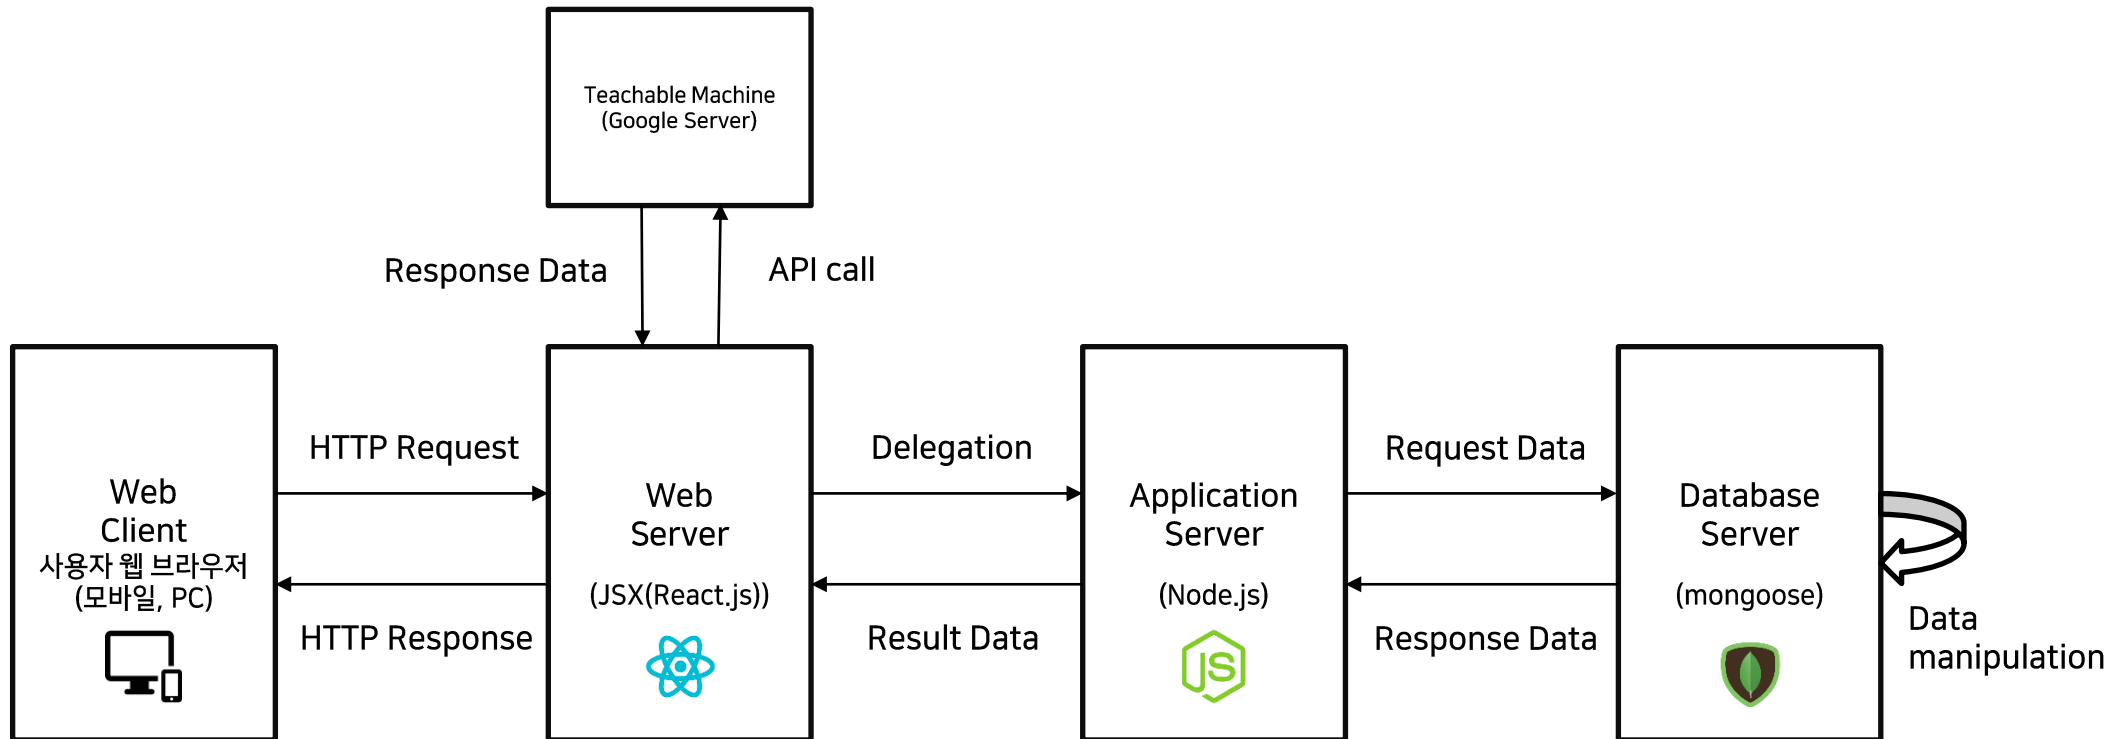 Teachable Machine
(Google Server)
Response Data
API call
Web
Client
사용자 웹 브라우저
(모바일, PC)
HTTP Request
HTTP Response
Web
Server
(JSX(React.js))
Delegation
Result Data
Application
Server
(Node.js)
JS
Request Data
Response Data
Database
Server
(mongoose)
Data
manipulation